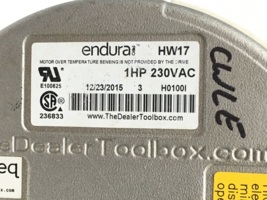 endura HW17
MOTOR OVER TEMPERATURE SENSING IS NOT PROVIDED BY THE DRIVE
1HP 230VAC
E100825
12/23/2015 3 H0100I
236833
www.TheDealerToolbox.com
CWLE
TheDealerToolbox.com